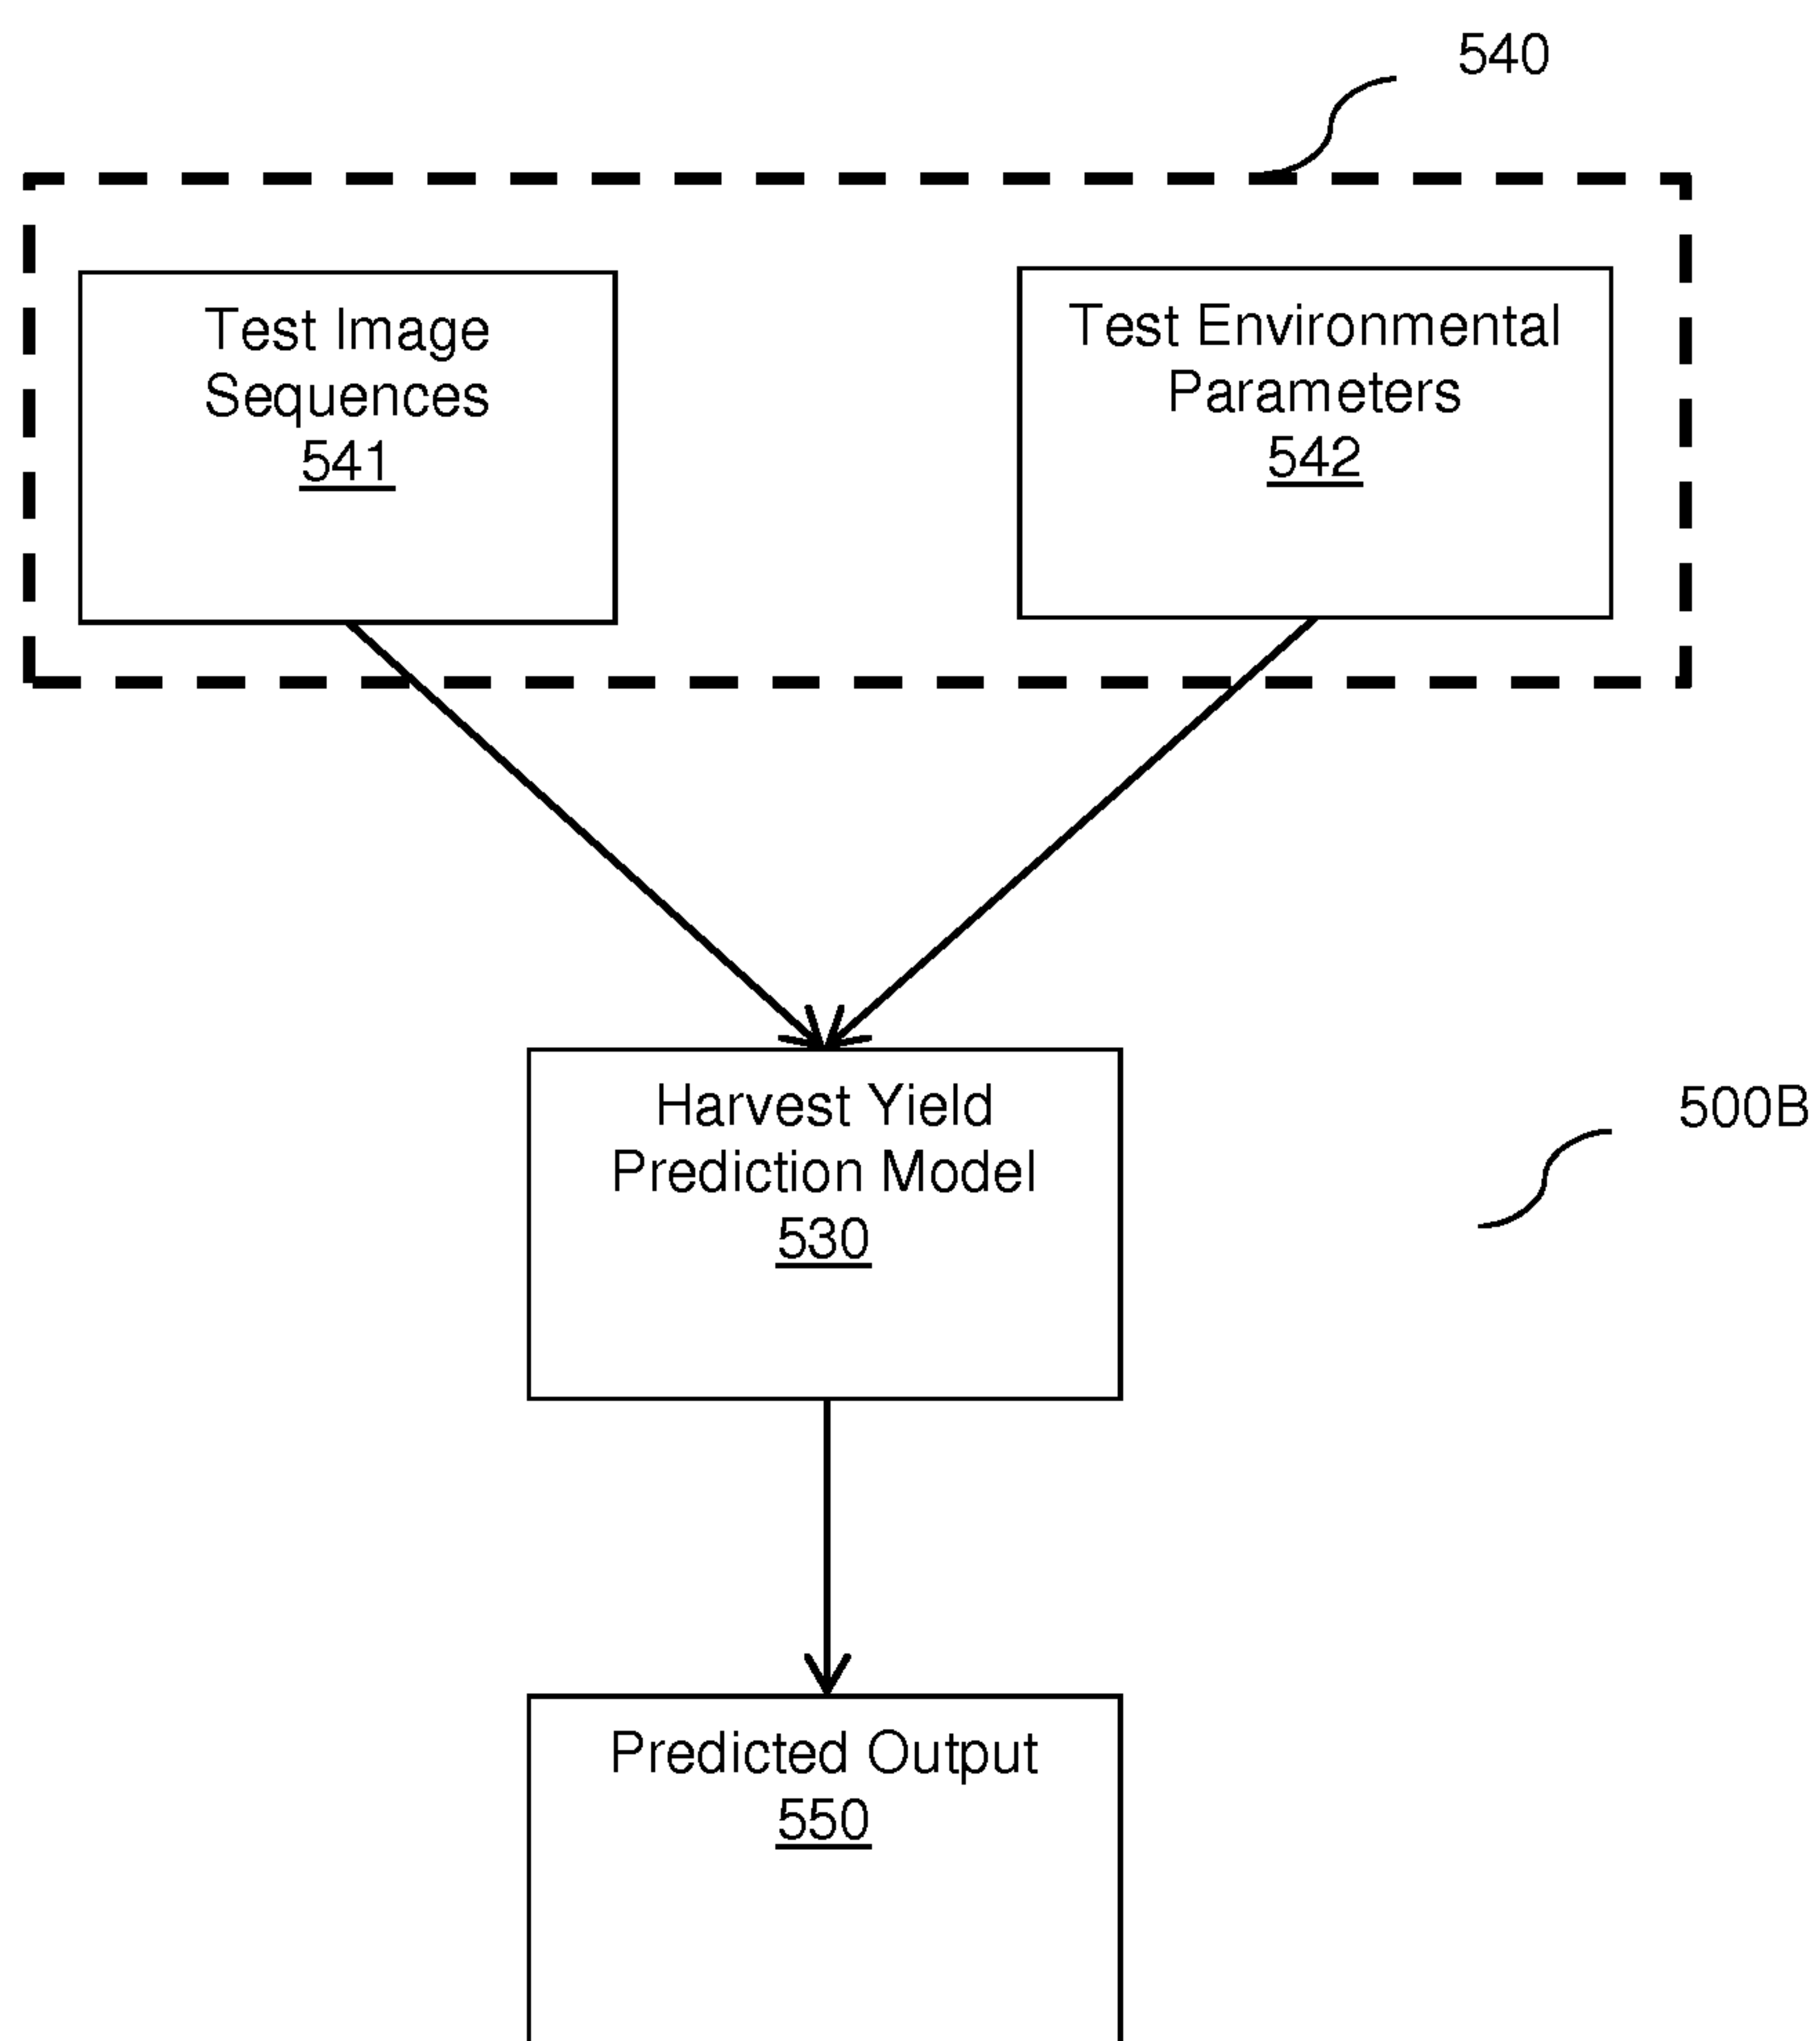 540
Test Image
Sequences
541
Test Environmental
Parameters
542
Harvest Yield
Prediction Model
530
500B
Predicted Output
550